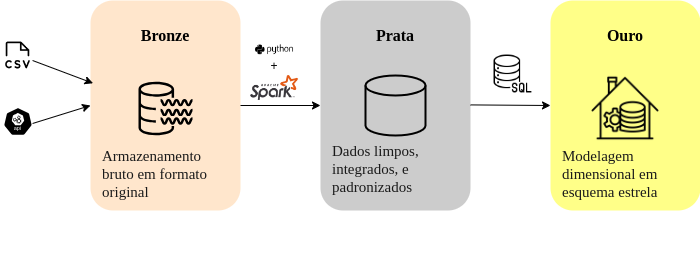 Bronze
Prata
Ouro
CSV
python
+
APACHE
Spark
SQL
api
Armazenamento
bruto em formato
original
Dados limpos,
integrados, e
padronizados
Modelagem
dimensional em
esquema estrela